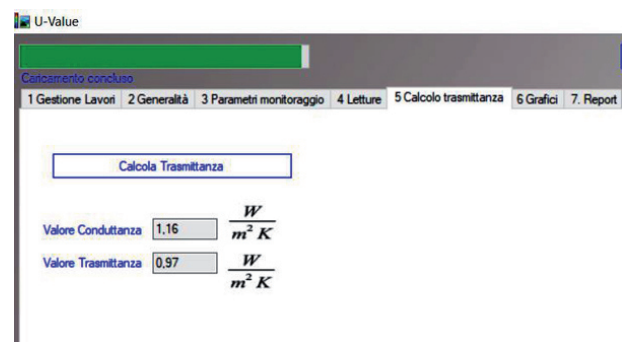 U-Value
Caricamento concluso
1 Gestione Lavori 2 Generalità 3 Parametri monitoraggio 4 Letture 5 Calcolo trasmittanza 6 Grafici 7. Report
Calcola Trasmittanza
Valore Conduttanza 1,16 W/m² K
Valore Trasmittanza 0,97 W/m² K